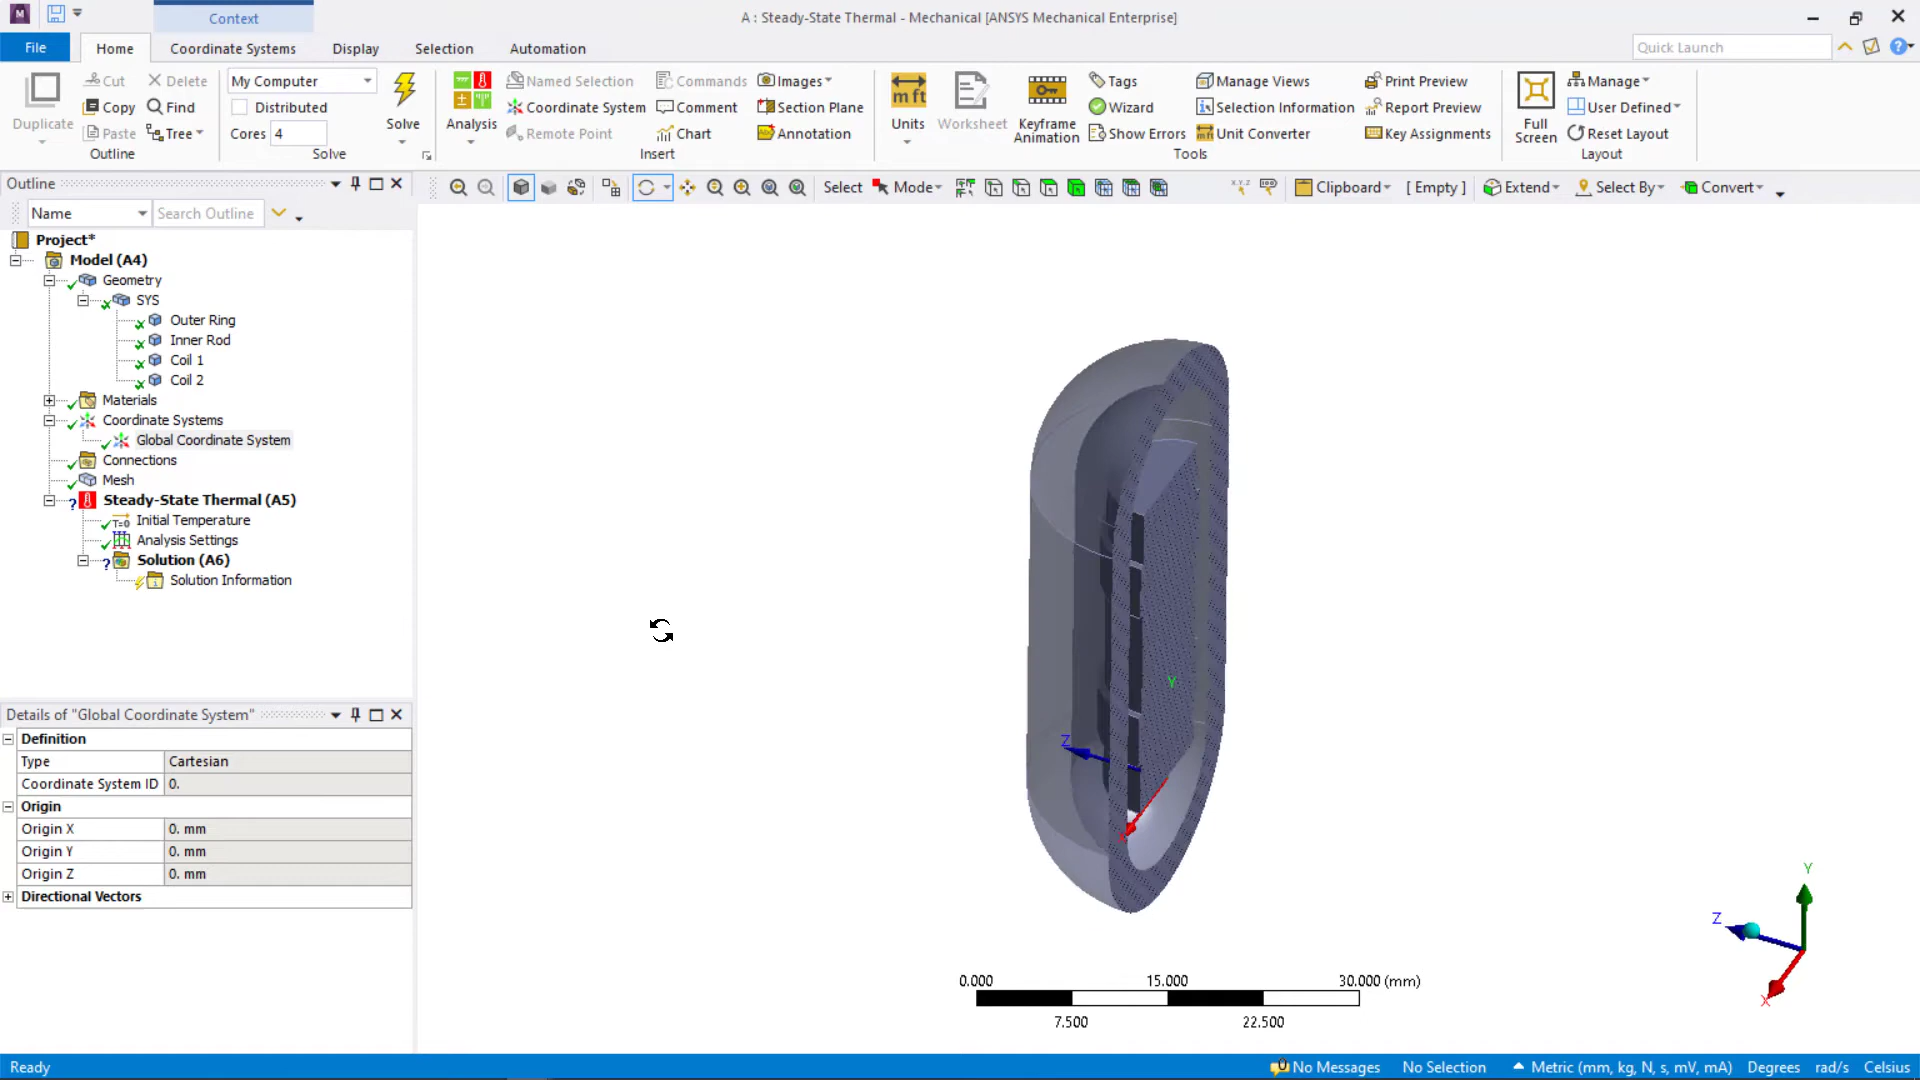 M
Context
A : Steady-State Thermal - Mechanical [ANSYS Mechanical Enterprise]
File Home Coordinate Systems Display Selection Automation Quick Launch
Duplicate Cut Copy Paste Delete Find Tree Outline
My Computer Distributed Cores 4 Solve Solve
Analysis Named Selection Coordinate System Remote Point Commands Comment Chart Images Section Plane Annotation Insert
Units Worksheet Keyframe Animation Tags Wizard Show Errors Manage Views Selection Information Unit Converter Print Preview Report Preview Key Assignments Tools
Full Screen Manage User Defined Reset Layout Layout
Outline
Select Mode Clipboard [ Empty ] Extend Select By Convert
Name Search Outline
Project*
Model (A4)
Geometry
SYS
Outer Ring
Inner Rod
Coil 1
Coil 2
Materials
Coordinate Systems
Global Coordinate System
Connections
Mesh
Steady-State Thermal (A5)
T=0 Initial Temperature
Analysis Settings
Solution (A6)
Solution Information
Details of "Global Coordinate System"
Definition
Type Cartesian
Coordinate System ID 0.
Origin
Origin X 0. mm
Origin Y 0. mm
Origin Z 0. mm
Directional Vectors
Y
Z
X
Y
Z
X
0.000 15.000 30.000 (mm)
7.500 22.500
Ready No Messages No Selection Metric (mm, kg, N, s, mV, mA) Degrees rad/s Celsius